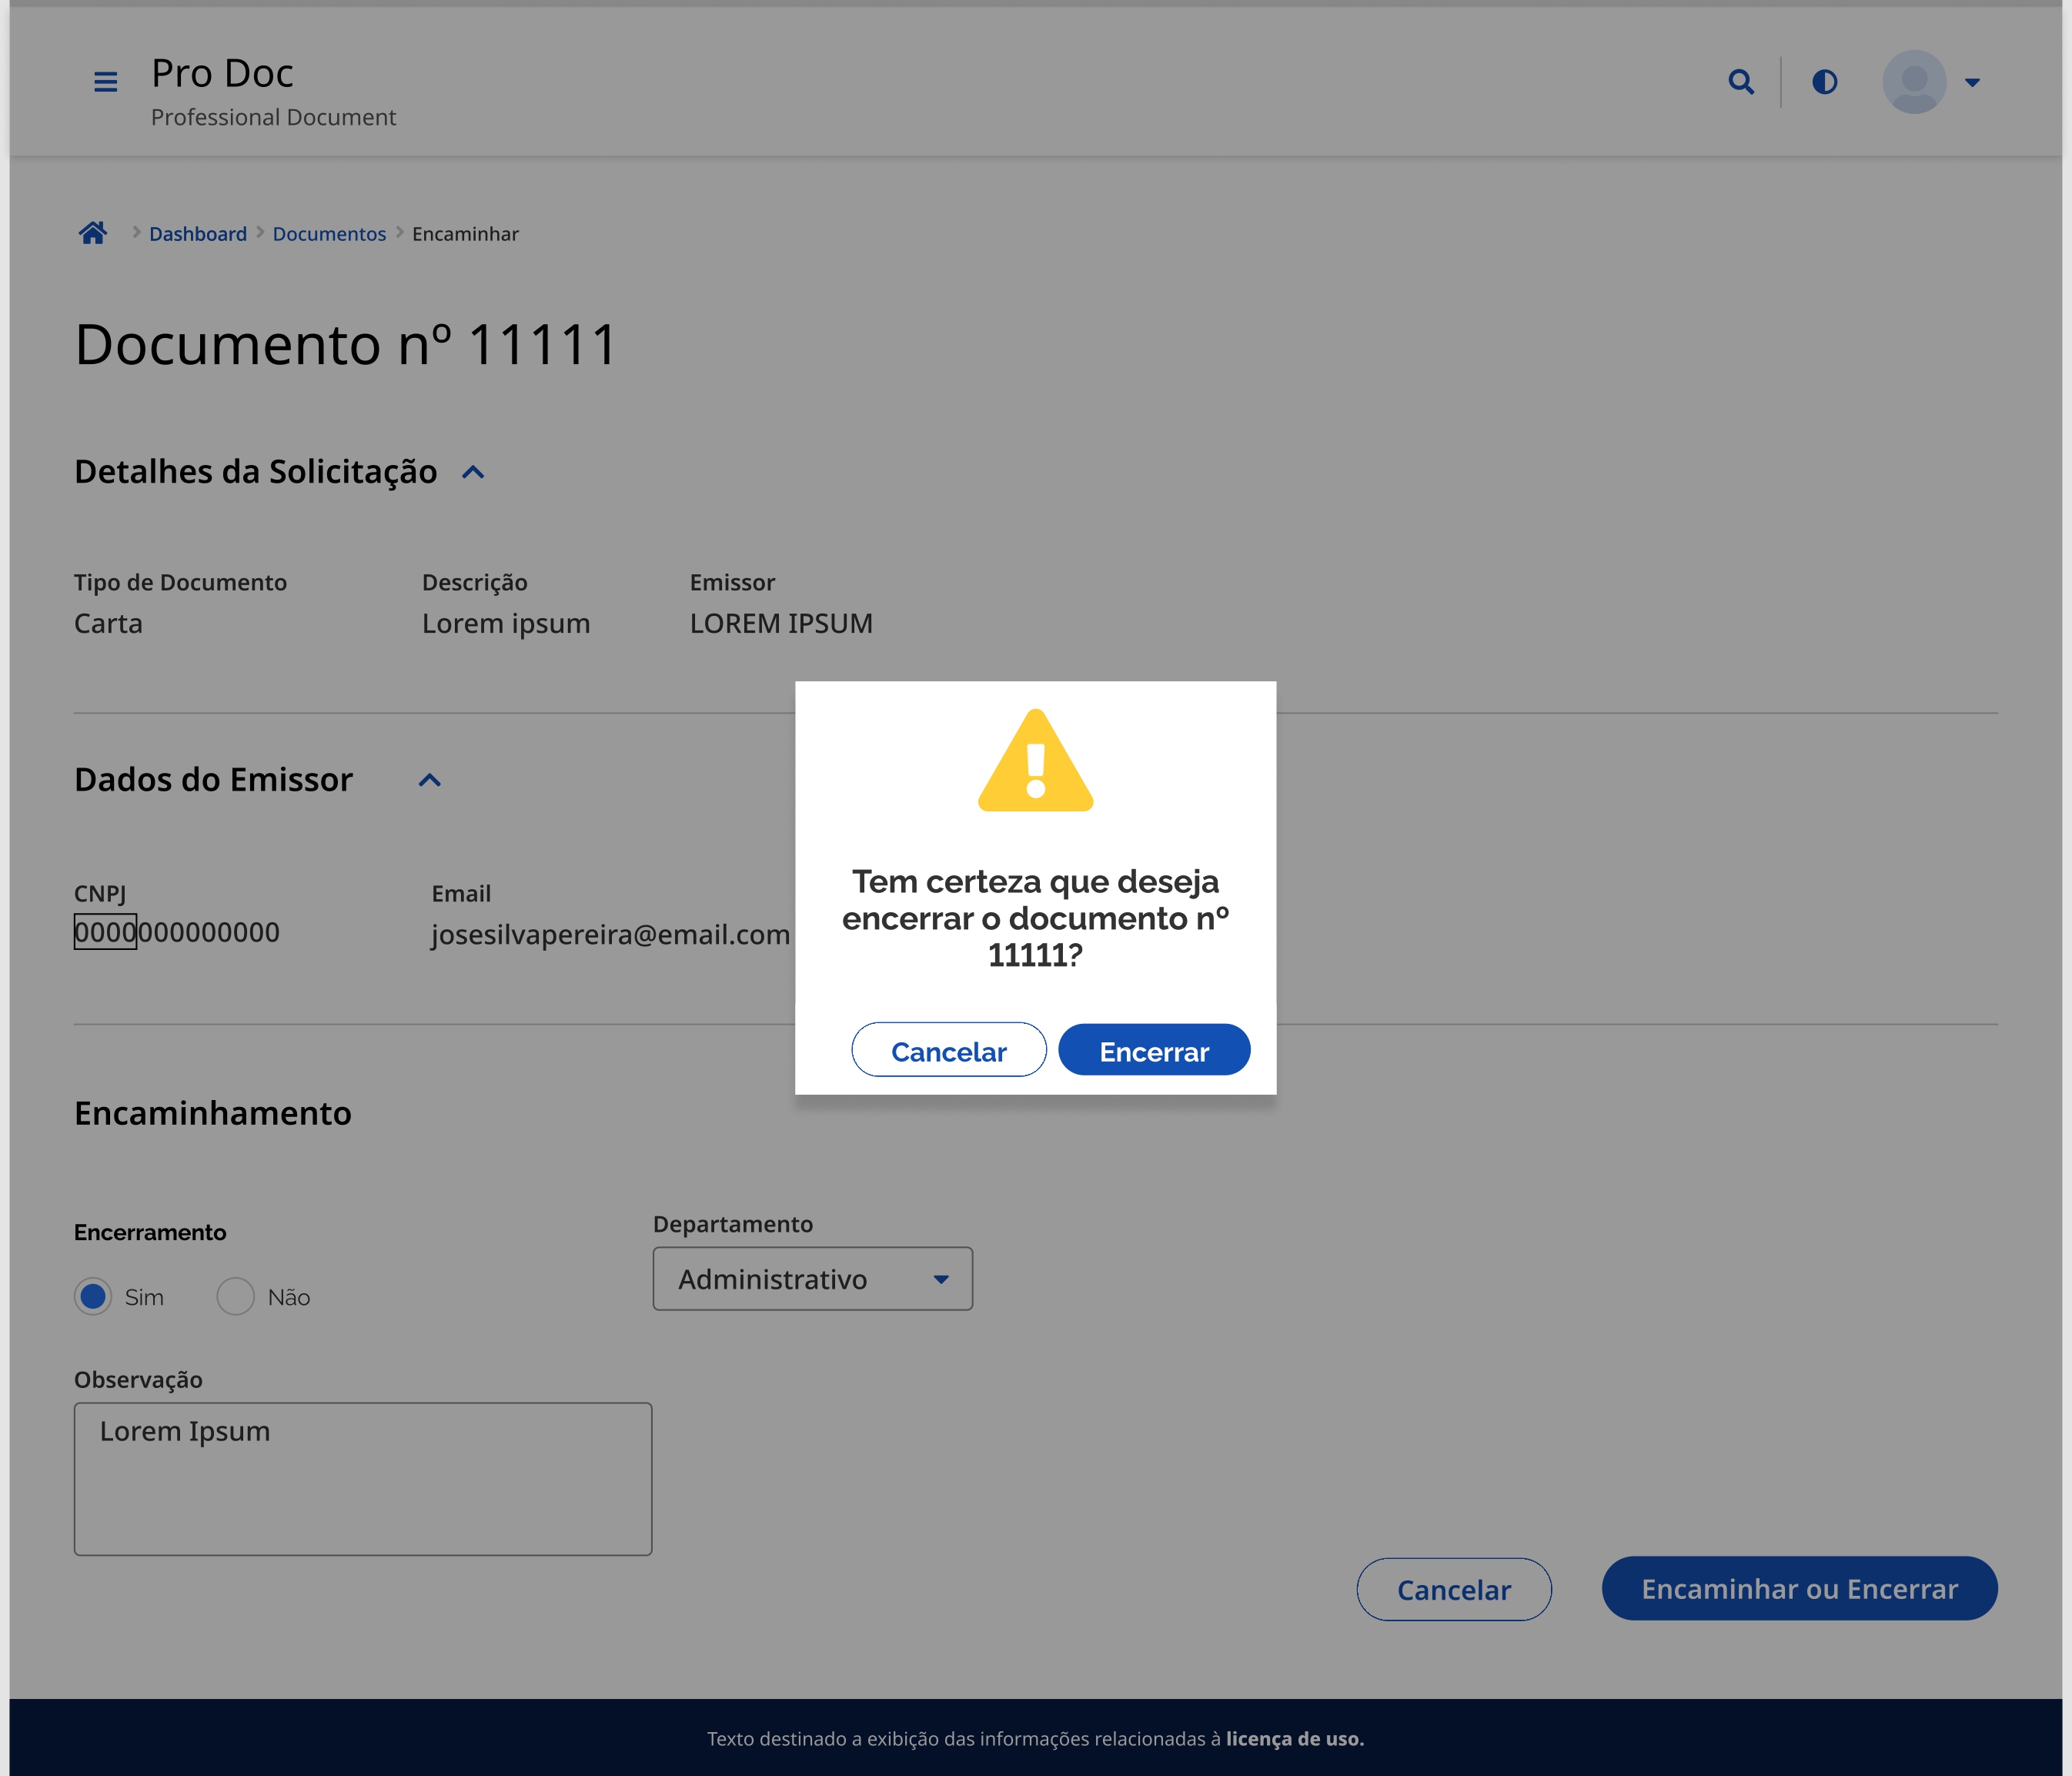 Pro Doc
Professional Document
Dashboard Documentos Encaminhar
Documento nº 11111
Detalhes da Solicitação
Tipo de Documento Descrição Emissor
Carta Lorem ipsum LOREM IPSUM
Dados do Emissor
CNPJ Email
0000000000000 josesilvapereira@email.com
Tem certeza que deseja
encerrar o documento nº
11111?
Cancelar Encerrar
Encaminhamento
Encerramento Departamento
Sim Não Administrativo
Observação
Lorem Ipsum
Cancelar Encaminhar ou Encerrar
Texto destinado a exibição das informações relacionadas à licença de uso.